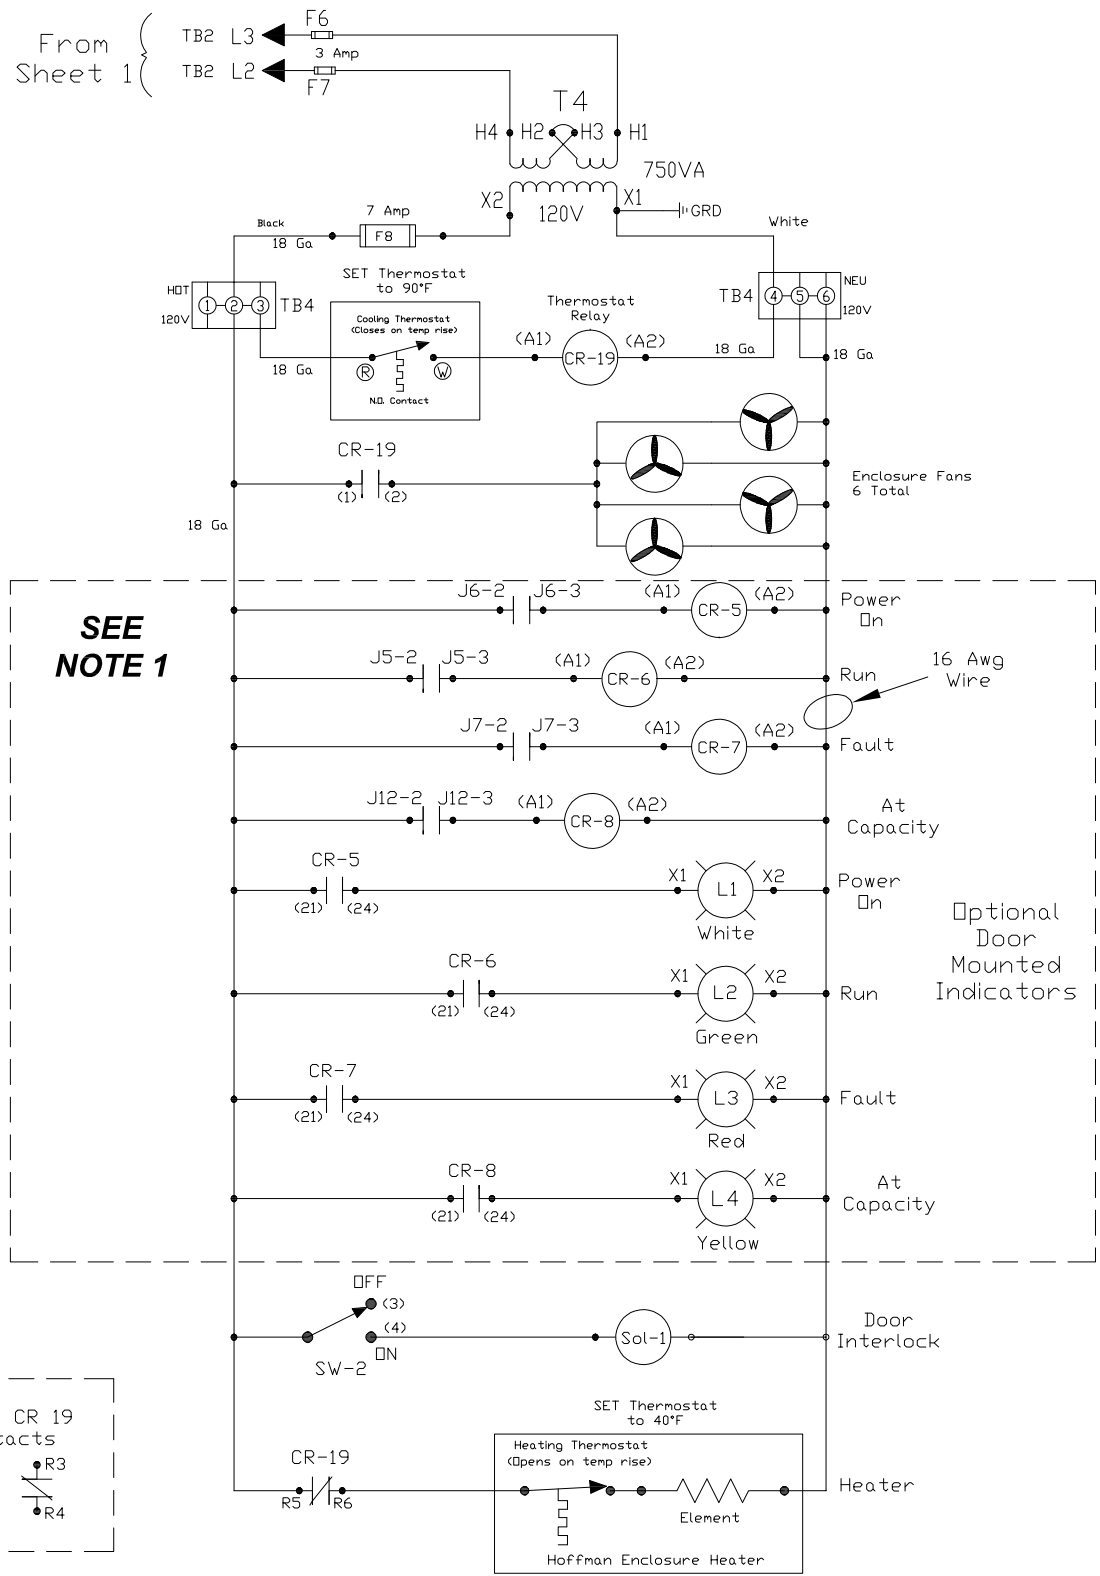 From
Sheet 1
TB2 L3
F6
3 Amp
TB2 L2
F7
T4
H4 H2 H3 H1
750VA
X2 X1
120V
GRD
7 Amp
F8
Black
18 Ga
White
HOT
120V
1 2 3
TB4
TB4
4 5 6
NEU
120V
SET Thermostat
to 90°F
Cooling Thermostat
(Closes on temp rise)
R W
N.O. Contact
18 Ga
Thermostat
Relay
(A1) CR-19 (A2)
18 Ga
18 Ga
CR-19
(1) (2)
Enclosure Fans
6 Total
18 Ga
SEE
NOTE 1
J6-2 J6-3 (A1) CR-5 (A2)
Power
On
J5-2 J5-3 (A1) CR-6 (A2) Run
16 Awg
Wire
J7-2 J7-3 (A1) CR-7 (A2) Fault
J12-2 J12-3 (A1) CR-8 (A2)
At
Capacity
CR-5
(21) (24)
X1 L1 X2
White
Power
On
Optional
Door
Mounted
Indicators
CR-6
(21) (24)
X1 L2 X2
Green
Run
CR-7
(21) (24)
X1 L3 X2
Red
Fault
CR-8
(21) (24)
X1 L4 X2
Yellow
At
Capacity
OFF
(3)
(4)
ON
SW-2
Sol-1
Door
Interlock
CR 19
tacts
R3
R4
CR-19
R5 R6
SET Thermostat
to 40°F
Heating Thermostat
(Opens on temp rise)
Element
Hoffman Enclosure Heater
Heater